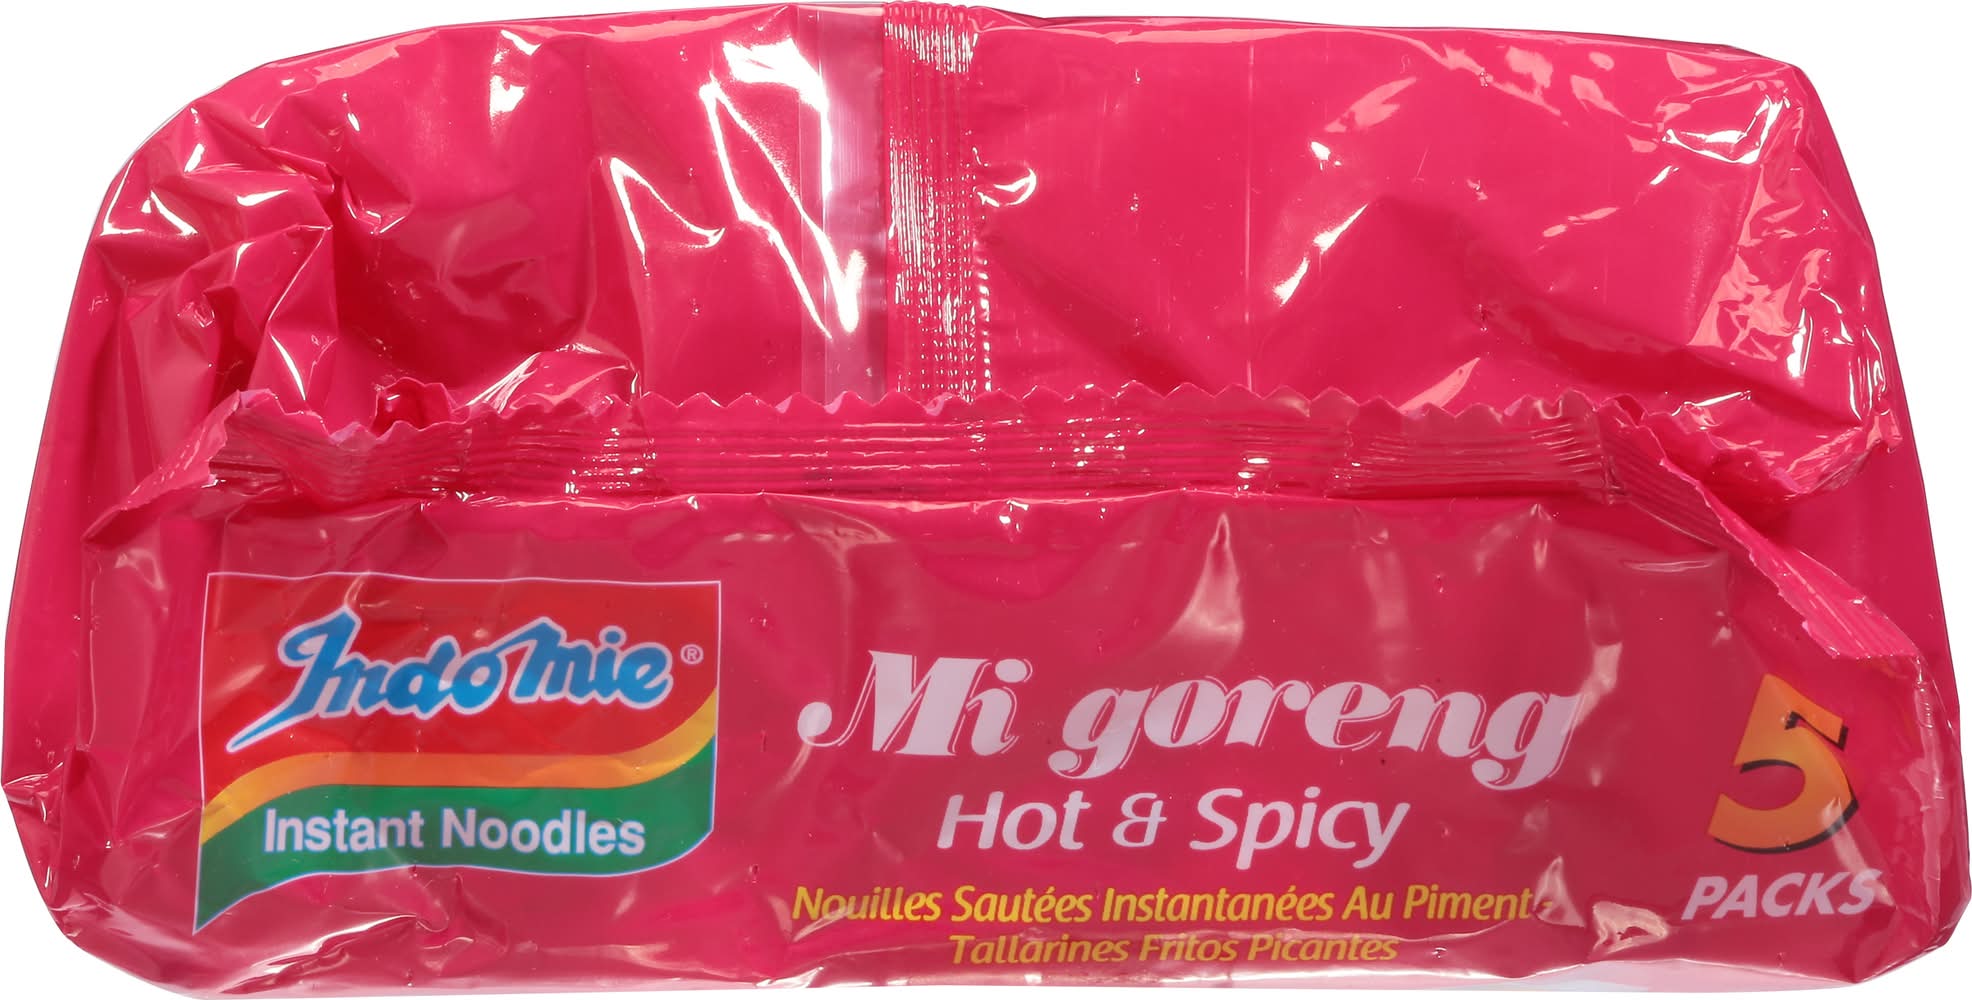 Indomie®
Instant Noodles
Mi goreng
Hot & Spicy
Nouilles Sautées Instantanées Au Piment -
Tallarines Fritos Picantes
5
PACKS